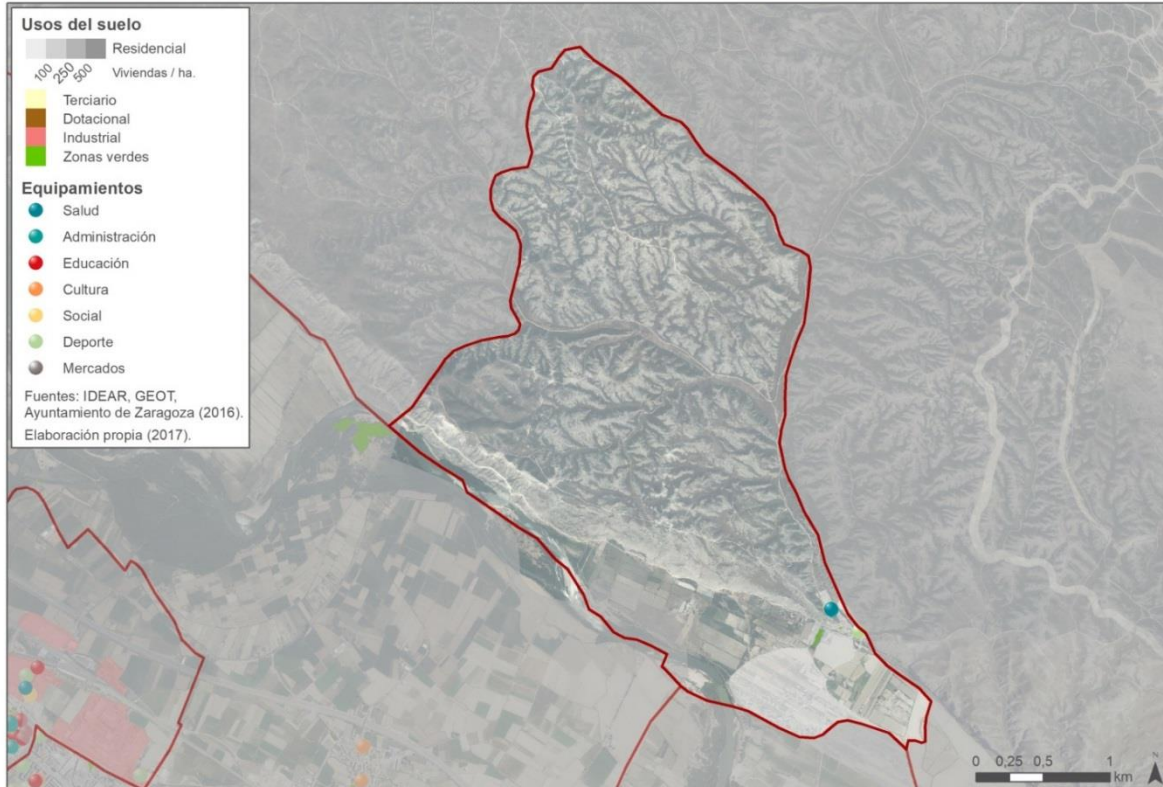 Usos del suelo
Residencial
100 250 500 Viviendas / ha.
Terciario
Dotacional
Industrial
Zonas verdes
Equipamientos
Salud
Administración
Educación
Cultura
Social
Deporte
Mercados
Fuentes: IDEAR, GEOT,
Ayuntamiento de Zaragoza (2016).
Elaboración propia (2017).
0 0,25 0,5 1
km
N